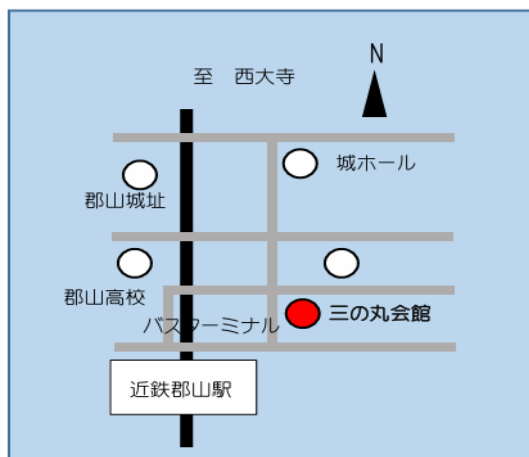 N
至　西大寺
城ホール
郡山城址
郡山高校
三の丸会館
バスターミナル
近鉄郡山駅